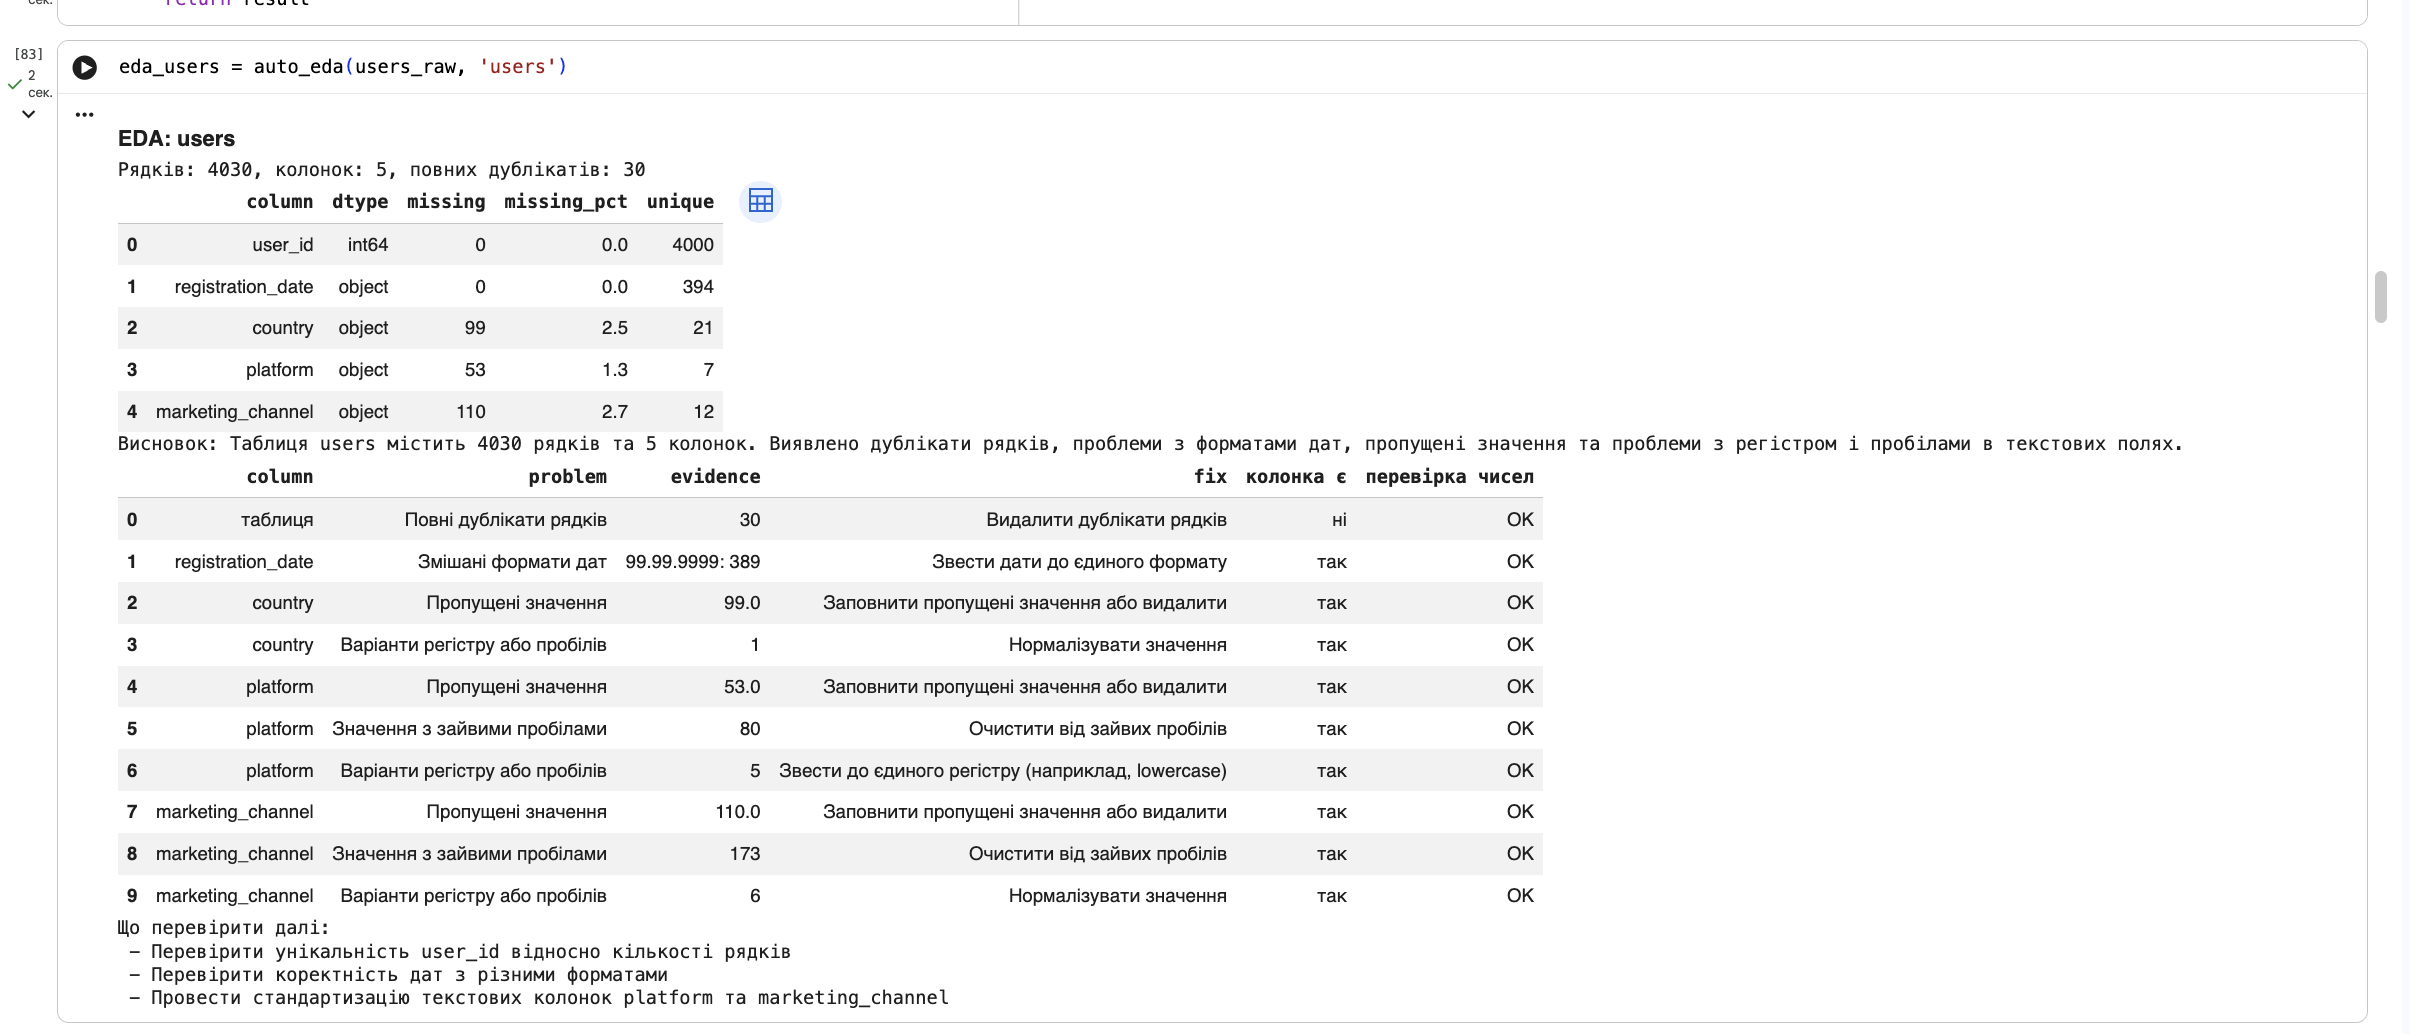 сек.
return result
[83]
2
сек.
eda_users = auto_eda(users_raw, 'users')
EDA: users
Рядків: 4030, колонок: 5, повних дублікатів: 30
column dtype missing missing_pct unique
0 user_id int64 0 0.0 4000
1 registration_date object 0 0.0 394
2 country object 99 2.5 21
3 platform object 53 1.3 7
4 marketing_channel object 110 2.7 12
Висновок: Таблиця users містить 4030 рядків та 5 колонок. Виявлено дублікати рядків, проблеми з форматами дат, пропущені значення та проблеми з регістром і пробілами в текстових полях.
column problem evidence fix колонка є перевірка чисел
0 таблиця Повні дублікати рядків 30 Видалити дублікати рядків ні OK
1 registration_date Змішані формати дат 99.99.9999: 389 Звести дати до єдиного формату так OK
2 country Пропущені значення 99.0 Заповнити пропущені значення або видалити так OK
3 country Варіанти регістру або пробілів 1 Нормалізувати значення так OK
4 platform Пропущені значення 53.0 Заповнити пропущені значення або видалити так OK
5 platform Значення з зайвими пробілами 80 Очистити від зайвих пробілів так OK
6 platform Варіанти регістру або пробілів 5 Звести до єдиного регістру (наприклад, lowercase) так OK
7 marketing_channel Пропущені значення 110.0 Заповнити пропущені значення або видалити так OK
8 marketing_channel Значення з зайвими пробілами 173 Очистити від зайвих пробілів так OK
9 marketing_channel Варіанти регістру або пробілів 6 Нормалізувати значення так OK
Що перевірити далі:
– Перевірити унікальність user_id відносно кількості рядків
– Перевірити коректність дат з різними форматами
– Провести стандартизацію текстових колонок platform та marketing_channel